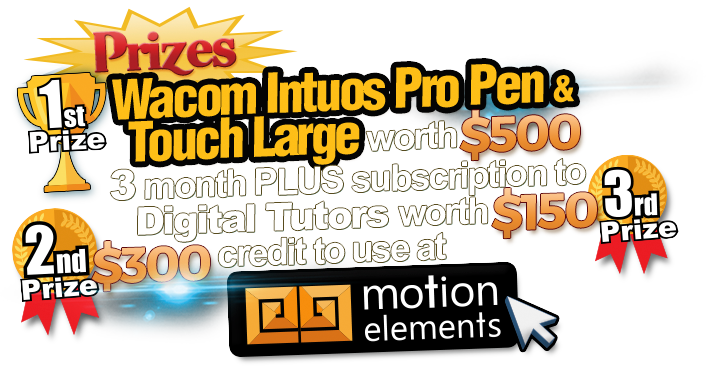 Prizes
1st Prize
Wacom Intuos Pro Pen &
Touch Large worth $500
3 month PLUS subscription to
Digital Tutors worth $150
3rd Prize
2nd Prize
$300 credit to use at
motion
elements